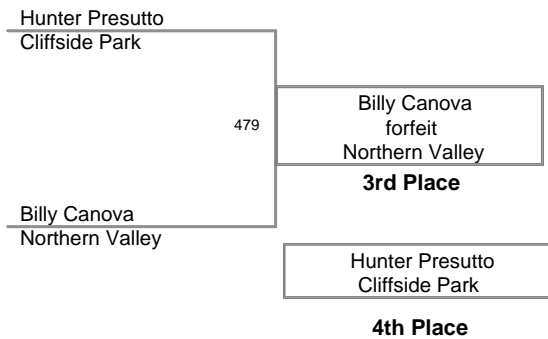 Hunter Presutto
Cliffside Park
479
Billy Canova
forfeit
Northern Valley
3rd Place
Billy Canova
Northern Valley
Hunter Presutto
Cliffside Park
4th Place